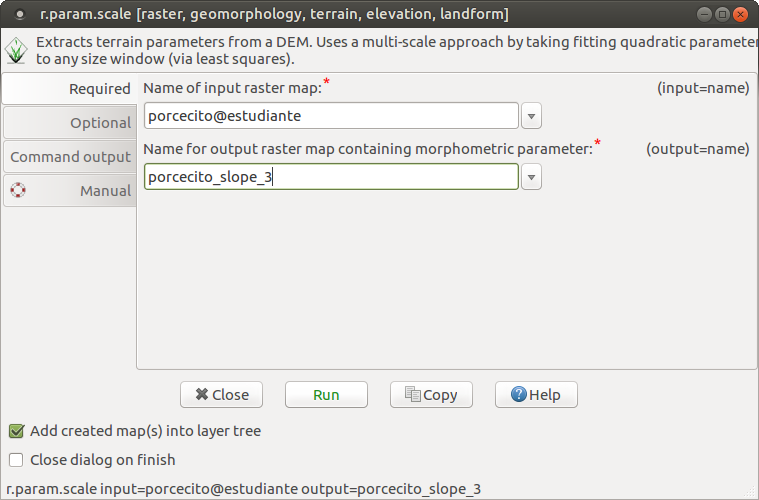 r.param.scale [raster, geomorphology, terrain, elevation, landform]
Extracts terrain parameters from a DEM. Uses a multi-scale approach by taking fitting quadratic parameter
to any size window (via least squares).
Required
Name of input raster map:* (input=name)
porcecito@estudiante
Optional
Name for output raster map containing morphometric parameter:* (output=name)
Command output
porcecito_slope_3
Manual
Close Run Copy Help
Add created map(s) into layer tree
Close dialog on finish
r.param.scale input=porcecito@estudiante output=porcecito_slope_3